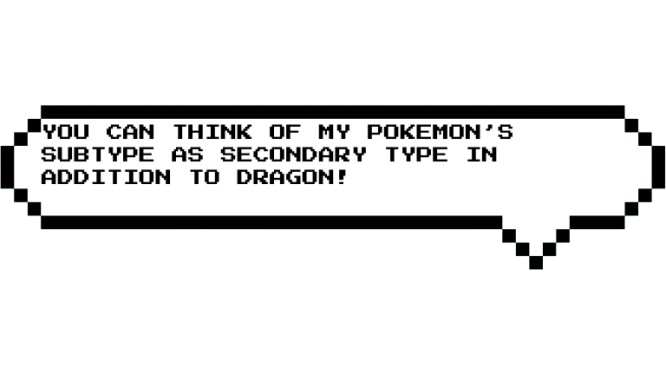 YOU CAN THINK OF MY POKEMON'S
SUBTYPE AS SECONDARY TYPE IN
ADDITION TO DRAGON!